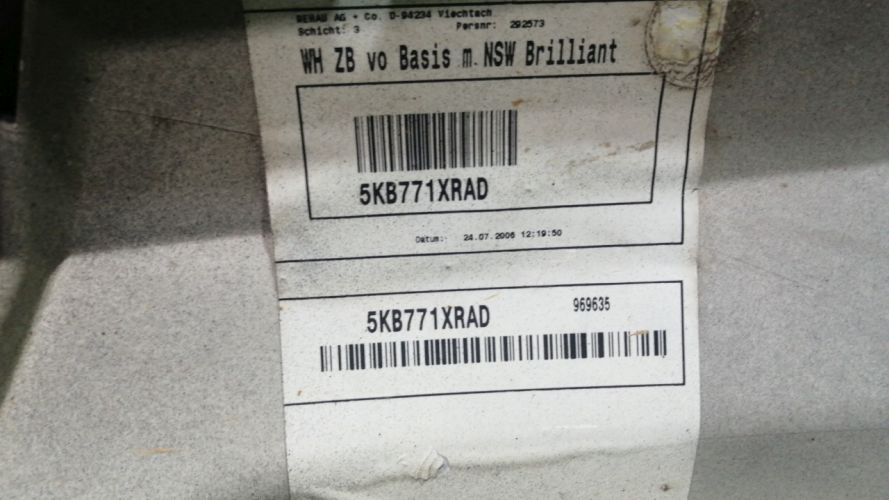 REHAU AG + Co. D-94234 Viechtach
Schicht: 3 Persnr: 292573
WH ZB vo Basis m. NSW Brilliant
5KB771XRAD
Datum: 24.07.2006 12:19:50
5KB771XRAD 969635